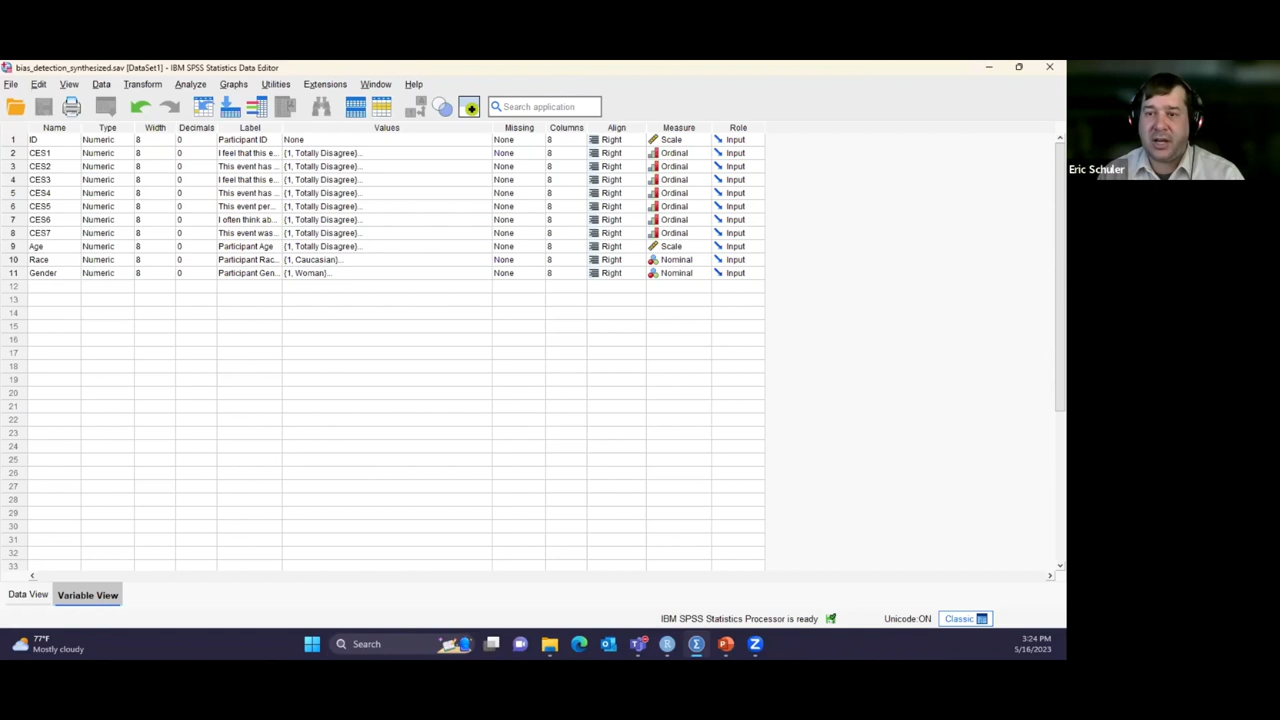 bias_detection_synthesized.sav [DataSet1] - IBM SPSS Statistics Data Editor
File Edit View Data Transform Analyze Graphs Utilities Extensions Window Help
Search application
Name Type Width Decimals Label Values Missing Columns Align Measure Role
1 ID Numeric 8 0 Participant ID None None 8 Right Scale Input
2 CES1 Numeric 8 0 I feel that this e... {1, Totally Disagree}... None 8 Right Ordinal Input
3 CES2 Numeric 8 0 This event has ... {1, Totally Disagree}... None 8 Right Ordinal Input
4 CES3 Numeric 8 0 I feel that this e... {1, Totally Disagree}... None 8 Right Ordinal Input
5 CES4 Numeric 8 0 This event has ... {1, Totally Disagree}... None 8 Right Ordinal Input
6 CES5 Numeric 8 0 This event per... {1, Totally Disagree}... None 8 Right Ordinal Input
7 CES6 Numeric 8 0 I often think ab... {1, Totally Disagree}... None 8 Right Ordinal Input
8 CES7 Numeric 8 0 This event was... {1, Totally Disagree}... None 8 Right Ordinal Input
9 Age Numeric 8 0 Participant Age {1, Totally Disagree}... None 8 Right Scale Input
10 Race Numeric 8 0 Participant Rac... {1, Caucasian}... None 8 Right Nominal Input
11 Gender Numeric 8 0 Participant Gen... {1, Woman}... None 8 Right Nominal Input
12
13
14
15
16
17
18
19
20
21
22
23
24
25
26
27
28
29
30
31
32
33
Data View Variable View
IBM SPSS Statistics Processor is ready Unicode:ON Classic
77°F
Mostly cloudy
Search
3:24 PM
5/16/2023
Eric Schuler